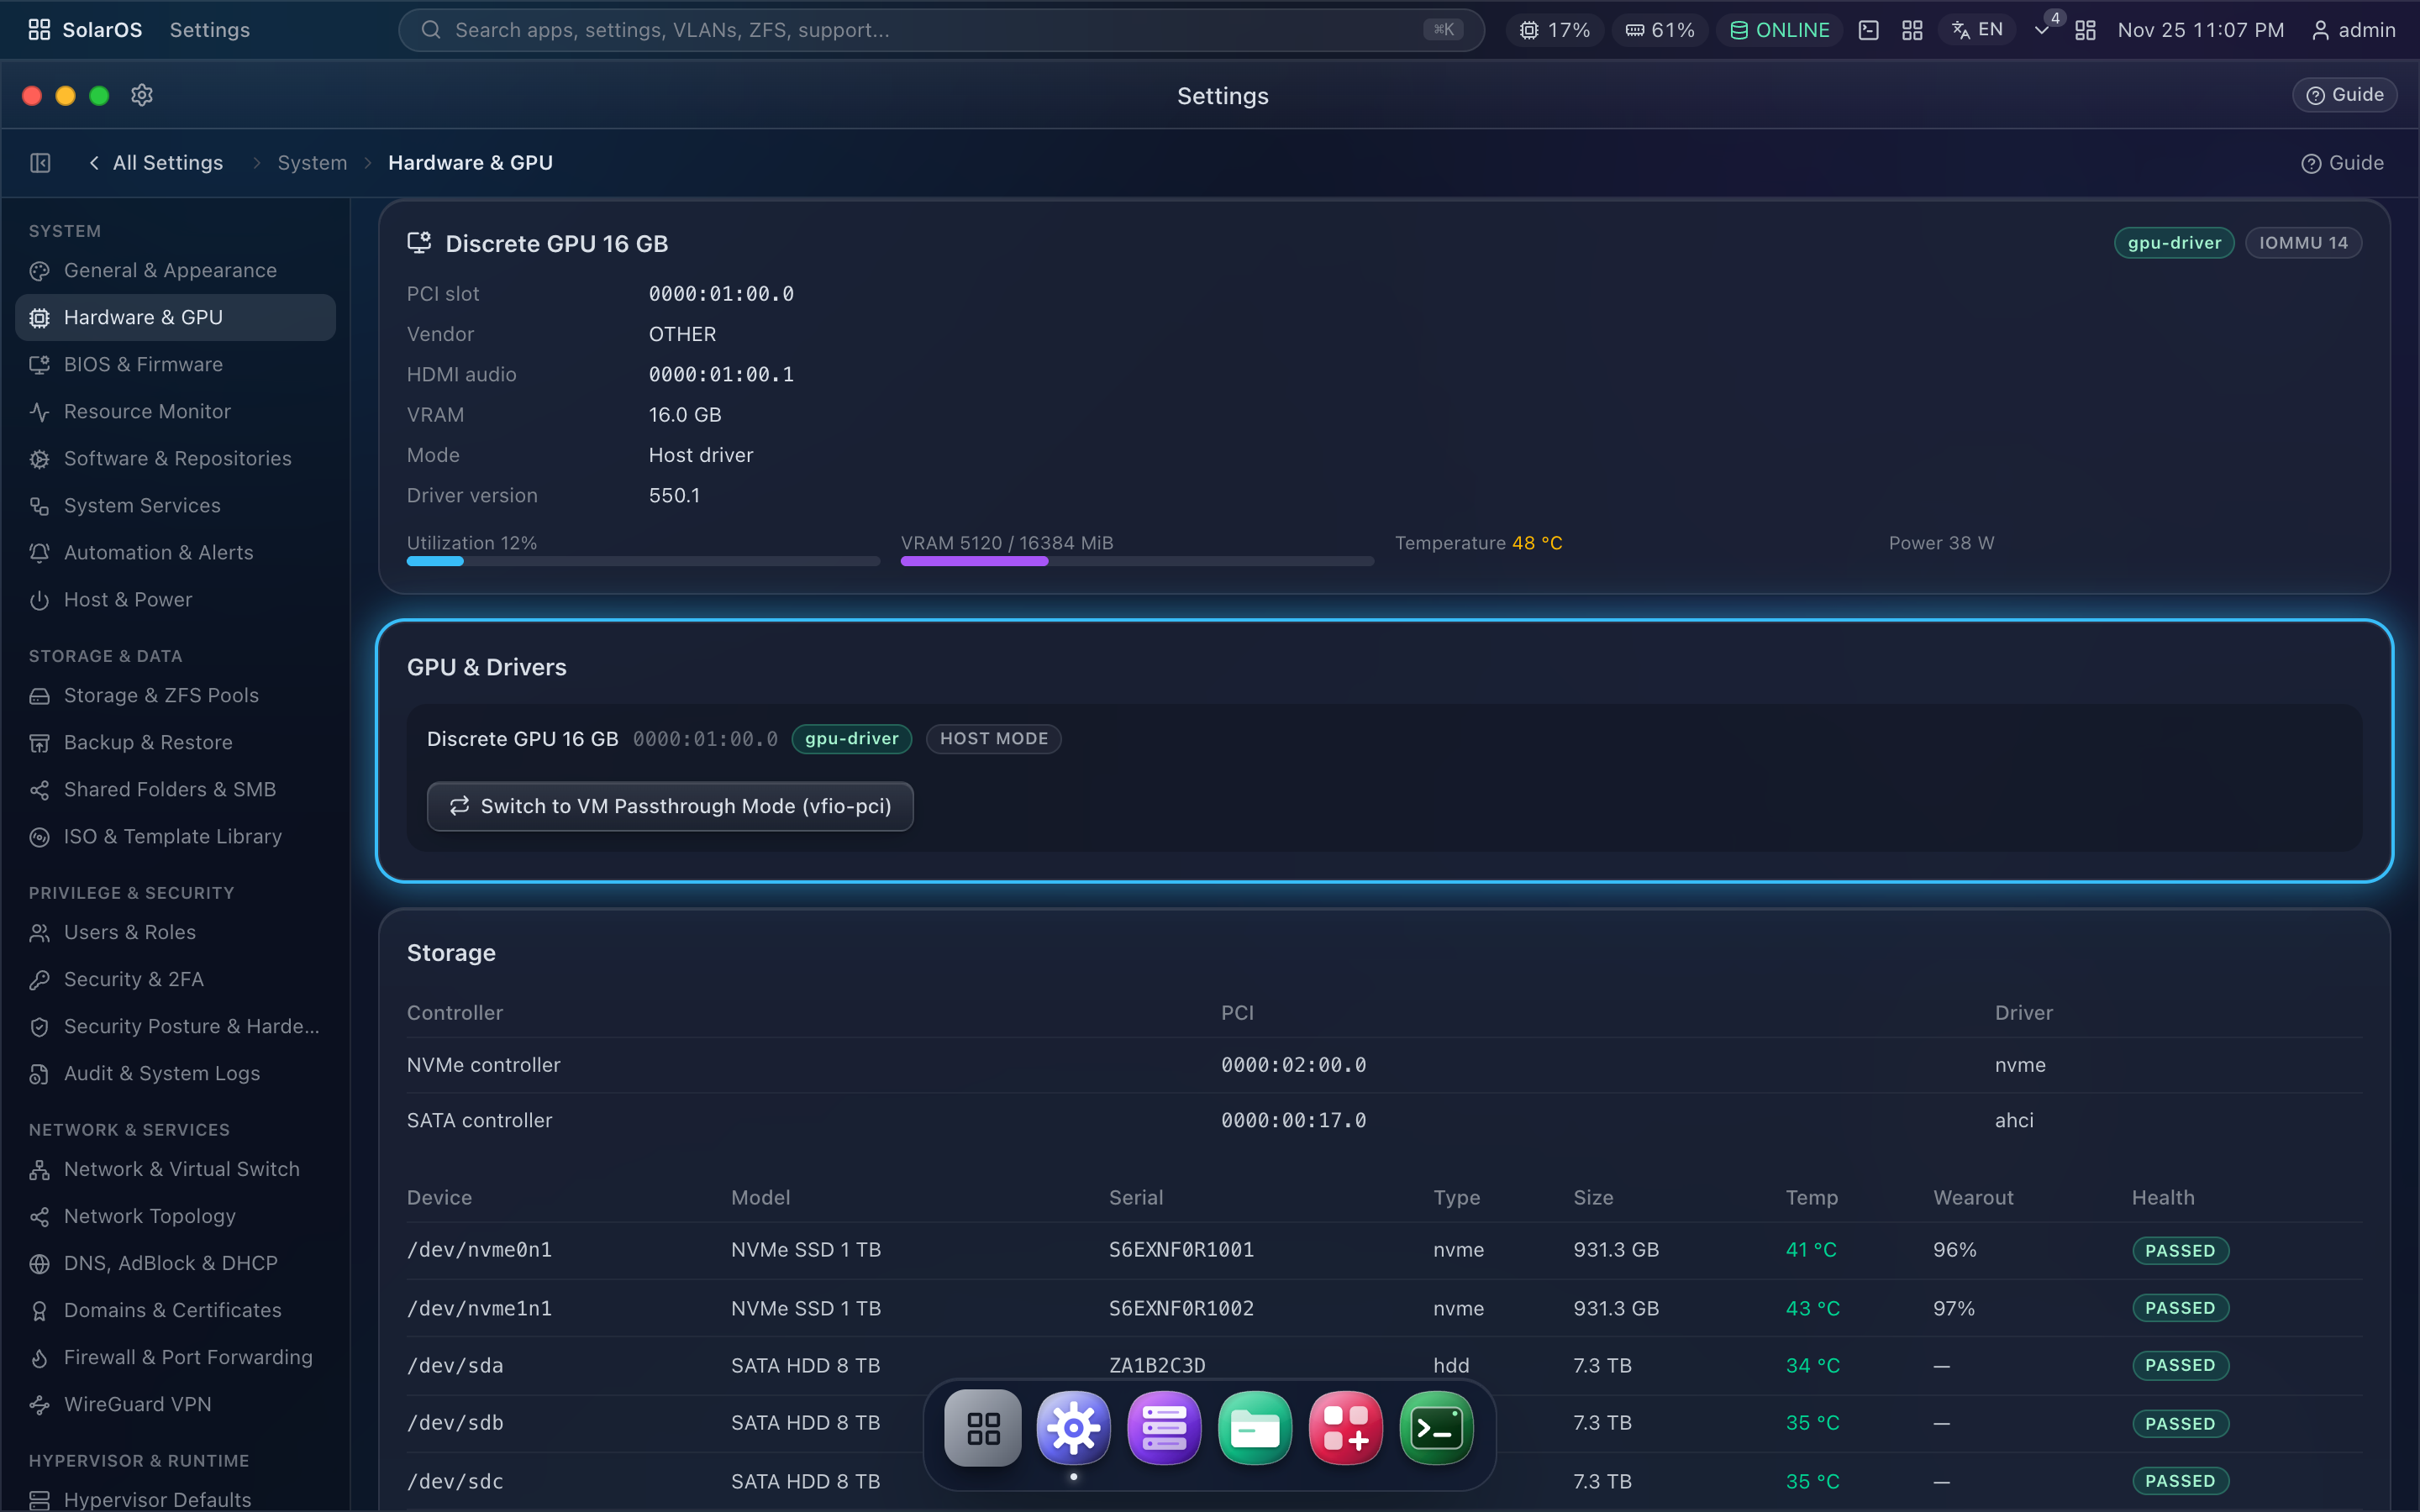 SolarOS Settings Search apps, settings, VLANs, ZFS, support... ⌘K 17% 61% ONLINE EN 4 Nov 25 11:07 PM admin
Settings Guide
All Settings System Hardware & GPU Guide
SYSTEM
General & Appearance
Hardware & GPU
BIOS & Firmware
Resource Monitor
Software & Repositories
System Services
Automation & Alerts
Host & Power
STORAGE & DATA
Storage & ZFS Pools
Backup & Restore
Shared Folders & SMB
ISO & Template Library
PRIVILEGE & SECURITY
Users & Roles
Security & 2FA
Security Posture & Harde...
Audit & System Logs
NETWORK & SERVICES
Network & Virtual Switch
Network Topology
DNS, AdBlock & DHCP
Domains & Certificates
Firewall & Port Forwarding
WireGuard VPN
HYPERVISOR & RUNTIME
Hypervisor Defaults
Discrete GPU 16 GB gpu-driver IOMMU 14
PCI slot 0000:01:00.0
Vendor OTHER
HDMI audio 0000:01:00.1
VRAM 16.0 GB
Mode Host driver
Driver version 550.1
Utilization 12% VRAM 5120 / 16384 MiB Temperature 48 °C Power 38 W
GPU & Drivers
Discrete GPU 16 GB 0000:01:00.0 gpu-driver HOST MODE
Switch to VM Passthrough Mode (vfio-pci)
Storage
Controller PCI Driver
NVMe controller 0000:02:00.0 nvme
SATA controller 0000:00:17.0 ahci
Device Model Serial Type Size Temp Wearout Health
/dev/nvme0n1 NVMe SSD 1 TB S6EXNF0R1001 nvme 931.3 GB 41 °C 96% PASSED
/dev/nvme1n1 NVMe SSD 1 TB S6EXNF0R1002 nvme 931.3 GB 43 °C 97% PASSED
/dev/sda SATA HDD 8 TB ZA1B2C3D hdd 7.3 TB 34 °C — PASSED
/dev/sdb SATA HDD 8 TB 7.3 TB 35 °C — PASSED
/dev/sdc SATA HDD 8 TB 7.3 TB 35 °C — PASSED